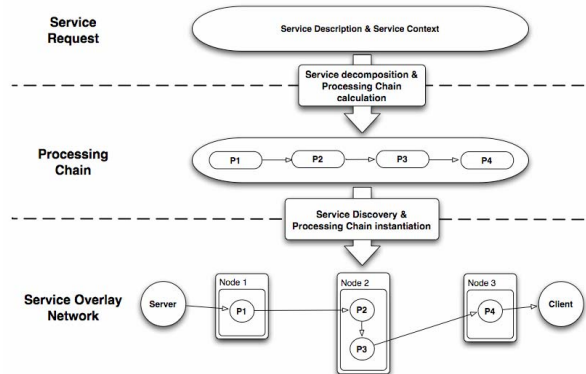 Service
Request
Service Description & Service Context
Service decomposition &
Processing Chain
calculation
Processing
Chain
P1
P2
P3
P4
Service Discovery &
Processing Chain instantiation
Service Overlay
Network
Server
Node 1
P1
Node 2
P2
P3
Node 3
P4
Client